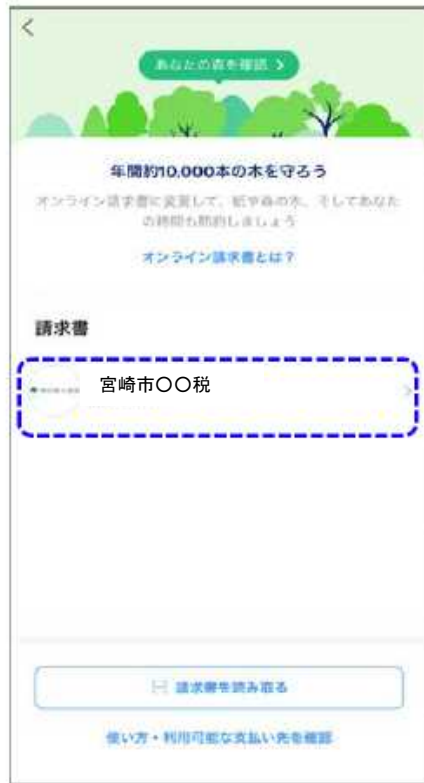 あなたの森を確認
年間約10,000本の木を守ろう
オンライン請求書に変更して、紙や森の木、そしてあなた
の時間も節約しましょう
オンライン請求書とは？
請求書
宮崎市〇〇税
請求書を読み取る
使い方・利用可能な支払い先を確認